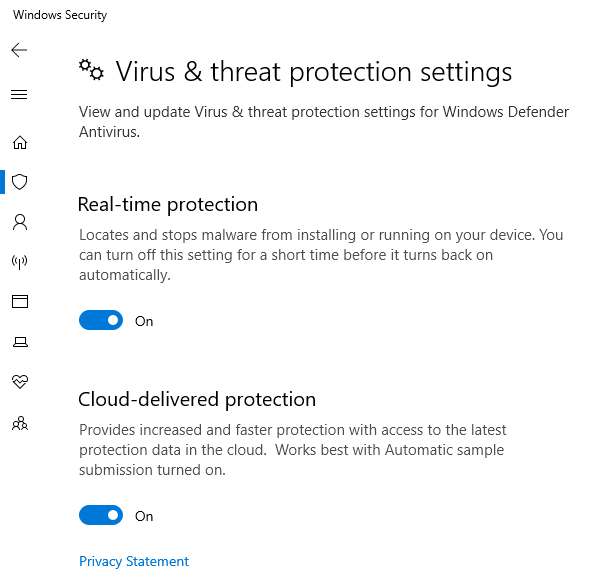 Windows Security
Virus & threat protection settings
View and update Virus & threat protection settings for Windows Defender
Antivirus.
Real-time protection
Locates and stops malware from installing or running on your device. You
can turn off this setting for a short time before it turns back on
automatically.
On
Cloud-delivered protection
Provides increased and faster protection with access to the latest
protection data in the cloud.  Works best with Automatic sample
submission turned on.
On
Privacy Statement